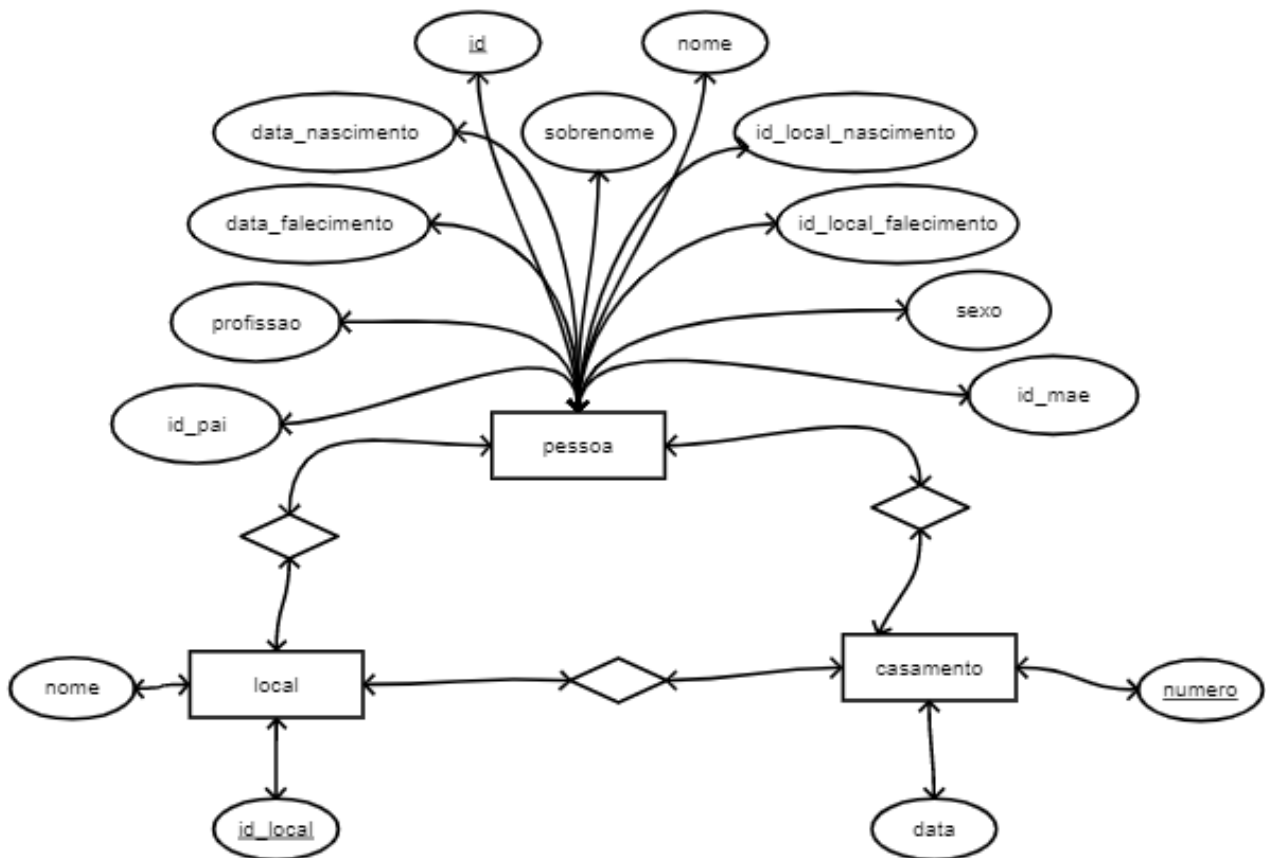 id
nome
data_nascimento
sobrenome
id_local_nascimento
data_falecimento
id_local_falecimento
profissao
sexo
id_pai
id_mae
pessoa
nome
local
casamento
numero
id_local
data